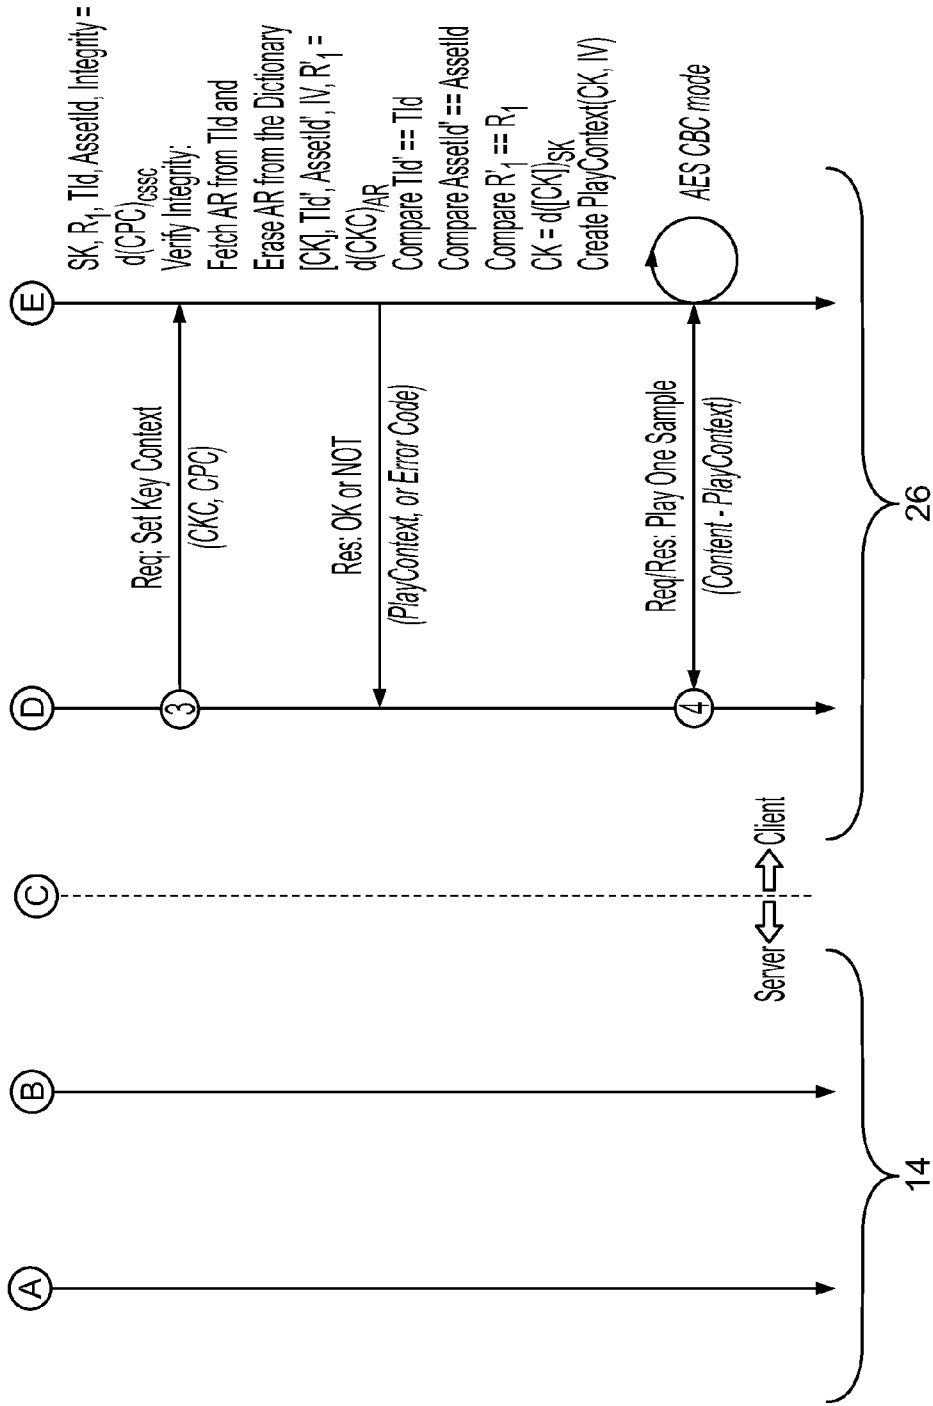 A
B
C
D
E
SK, R1, TId, AssetId, Integrity =
d(CPC)cssc
Verify Integrity:
Fetch AR from TId and
Erase AR from the Dictionary
[CK], TId', AssetId', IV, R'1 =
d(CKC)AR
Compare TId' == TId
Compare AssetId' == AssetId
Compare R'1 == R1
CK = d([CK])SK
Create PlayContext(CK, IV)
AES CBC mode
3
Req: Set Key Context
(CKC, CPC)
Res: OK or NOT
(PlayContext, or Error Code)
4
Req/Res: Play One Sample
(Content - PlayContext)
Server
Client
14
26